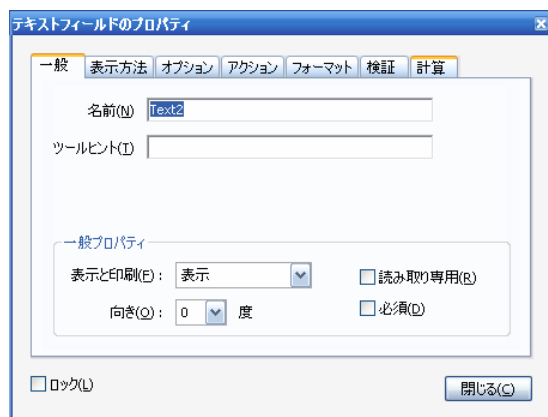 テキストフィールドのプロパティ
一般 表示方法 オプション アクション フォーマット 検証 計算
名前(N) Text2
ツールヒント(T)
一般プロパティ
表示と印刷(F): 表示 読み取り専用(R)
向き(O): 0 度 必須(D)
ロック(L) 閉じる(C)